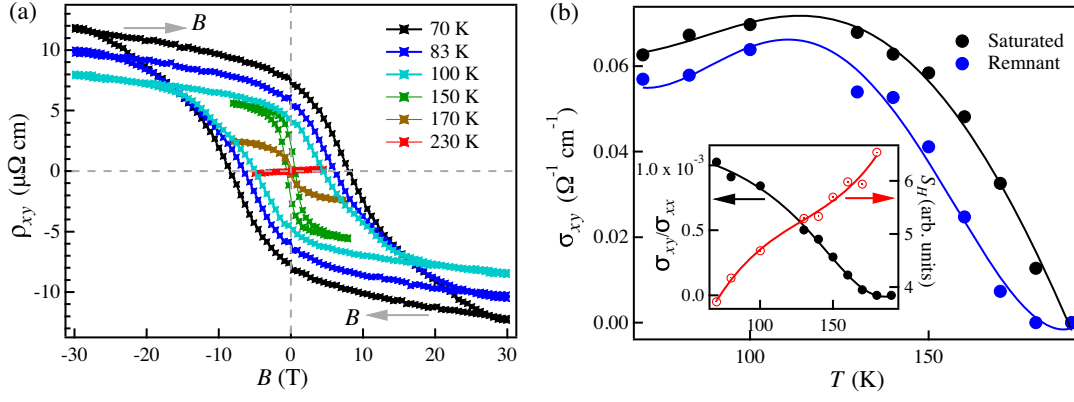 (a)
B
70 K
83 K
100 K
150 K
170 K
230 K
B
10
5
0
-5
-10
ρxy (μΩ cm)
-30
-20
-10
0
10
20
30
B (T)
(b)
Saturated
Remnant
0.06
0.04
0.02
0.00
σxy (Ω⁻¹ cm⁻¹)
100
150
T (K)
1.0 x 10⁻³
0.5
0.0
σxy/σxx
6
5
4
SH (arb. units)
100
150